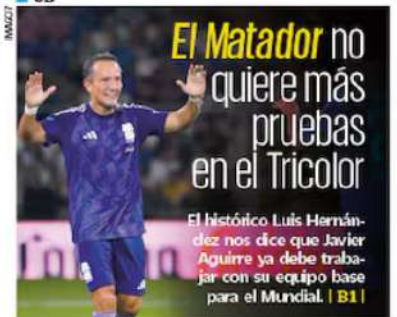 IMAGO7
El Matador no
quiere más
pruebas
en el Tricolor
El histórico Luis Hernán-
dez nos dice que Javier
Aguirre ya debe traba-
jar con su equipo base
para el Mundial. | B1 |